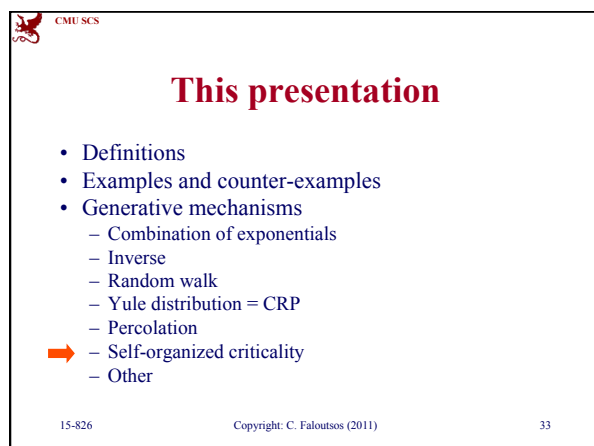 CMU SCS
This presentation
• Definitions
• Examples and counter-examples
• Generative mechanisms
– Combination of exponentials
– Inverse
– Random walk
– Yule distribution = CRP
– Percolation
– Self-organized criticality
– Other
15-826 Copyright: C. Faloutsos (2011) 33